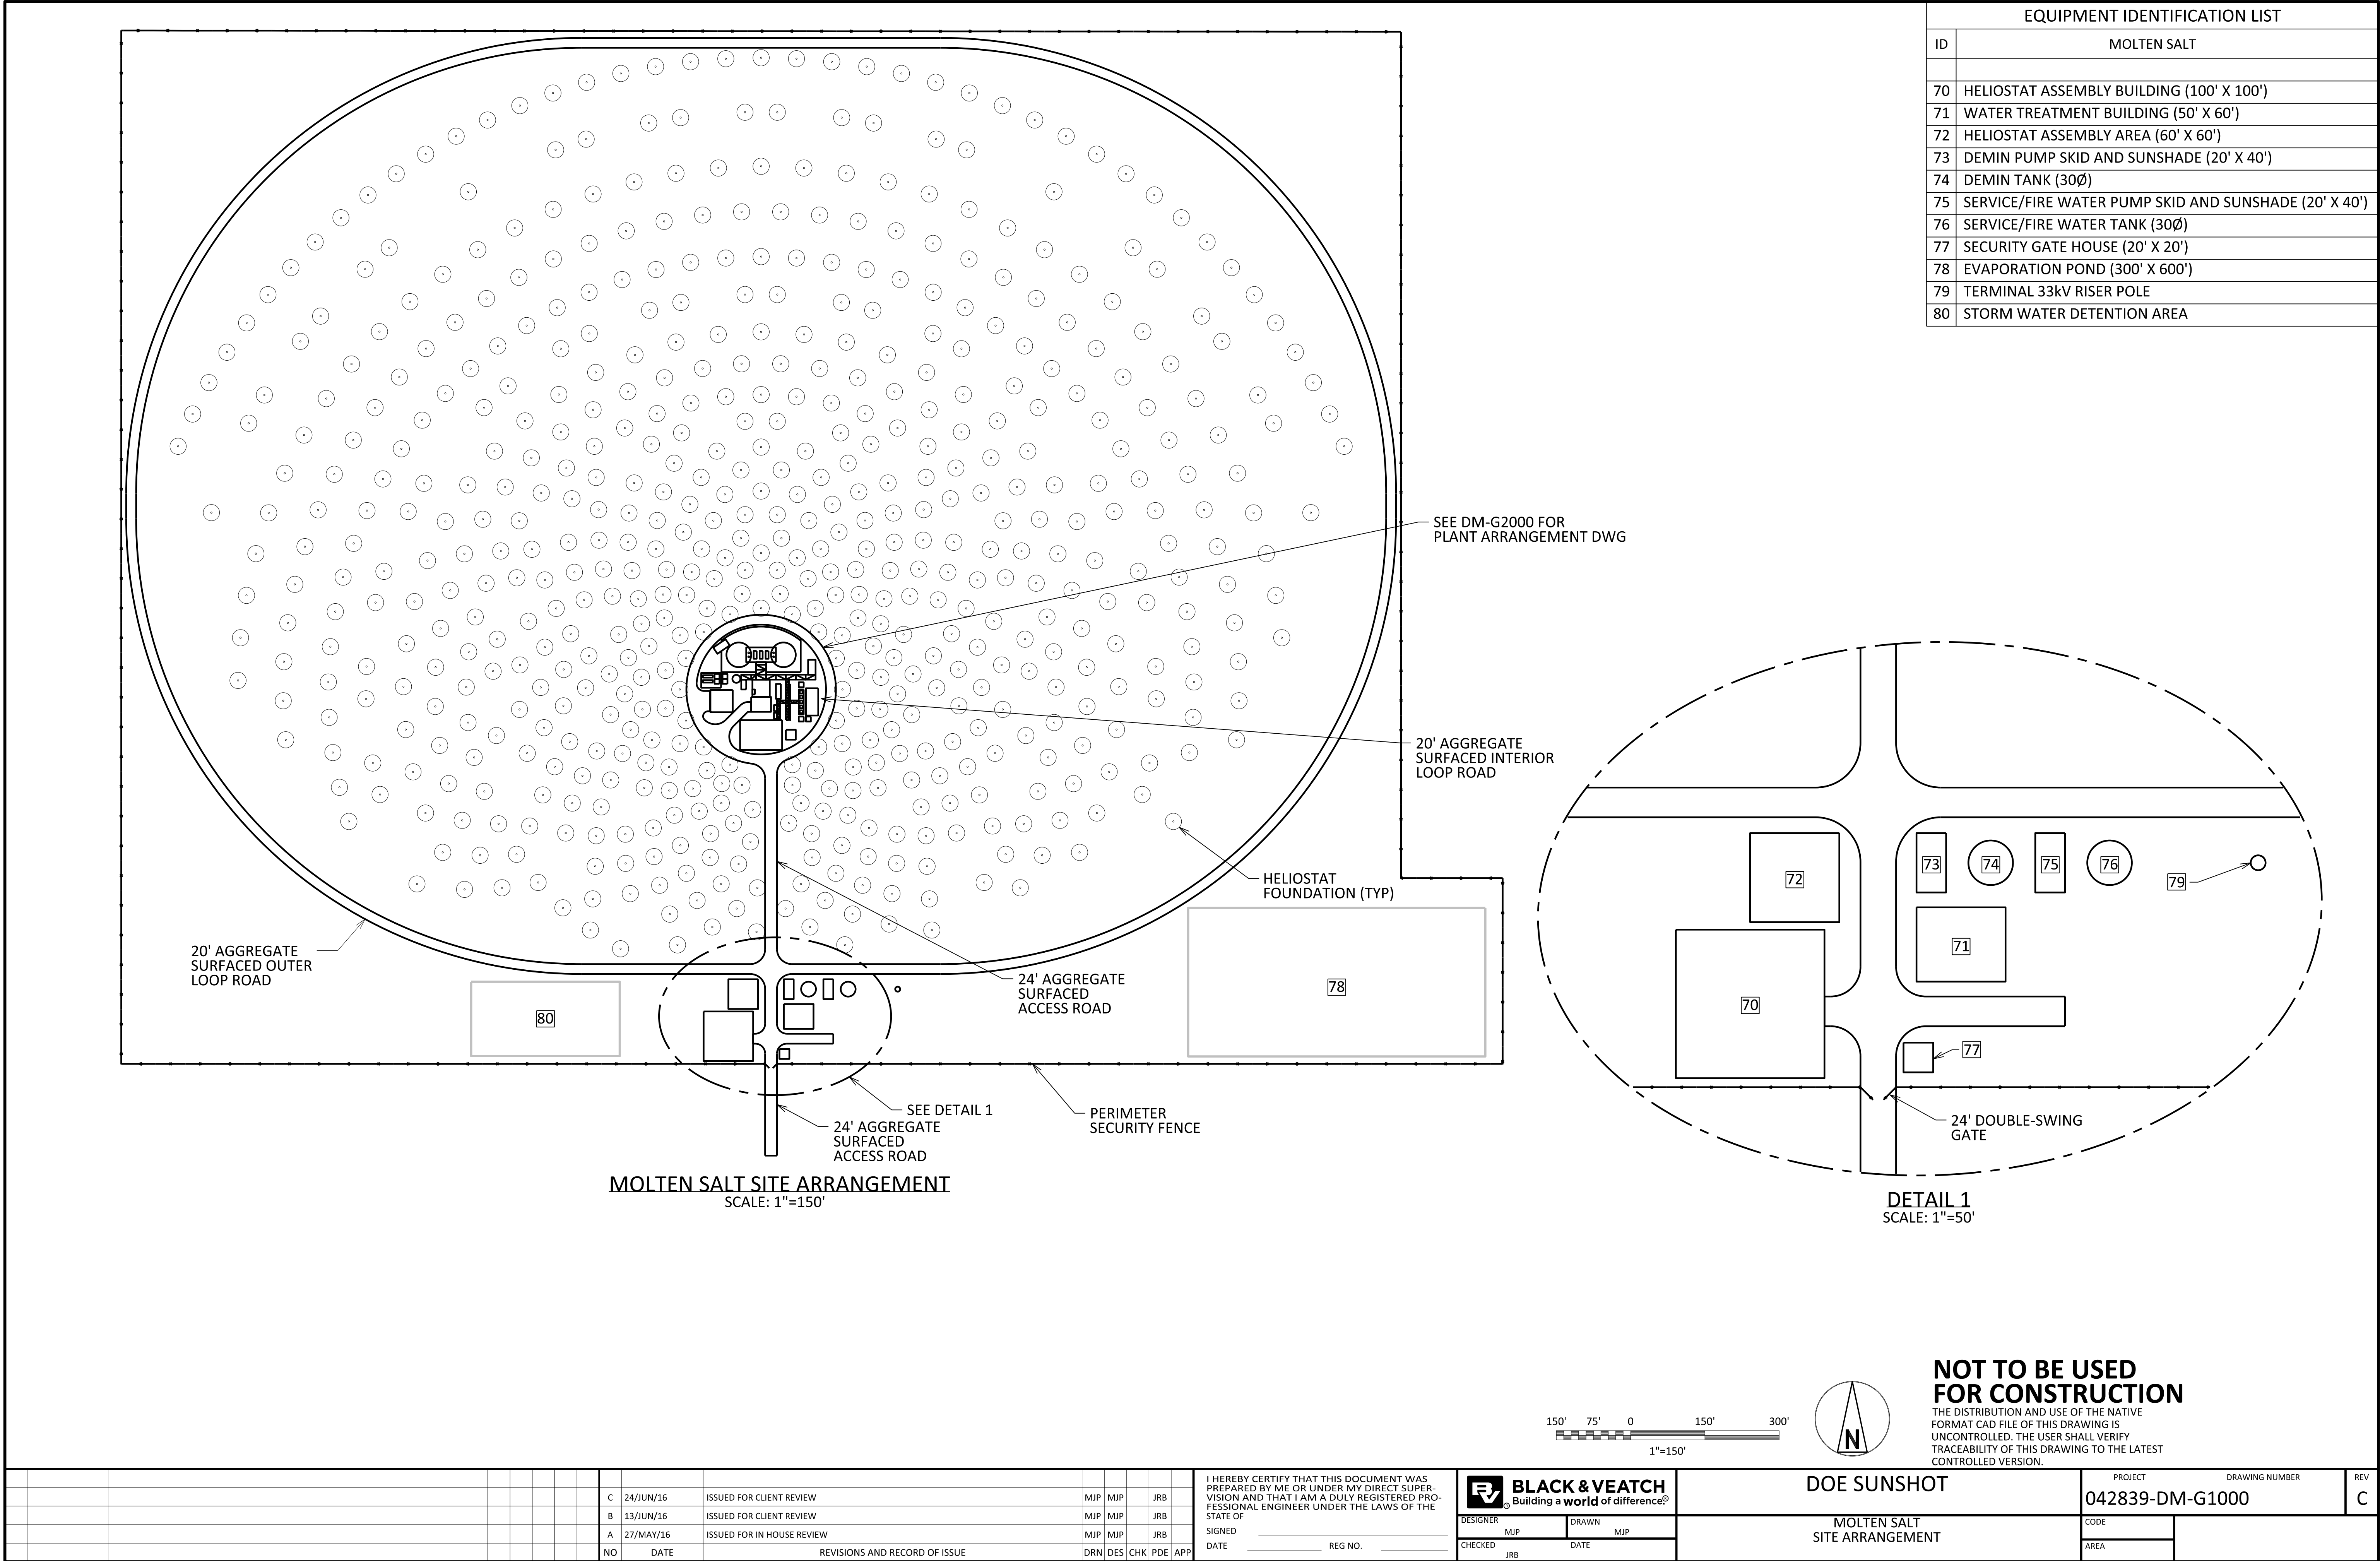 EQUIPMENT IDENTIFICATION LIST
ID MOLTEN SALT
70 HELIOSTAT ASSEMBLY BUILDING (100' X 100')
71 WATER TREATMENT BUILDING (50' X 60')
72 HELIOSTAT ASSEMBLY AREA (60' X 60')
73 DEMIN PUMP SKID AND SUNSHADE (20' X 40')
74 DEMIN TANK (30Ø)
75 SERVICE/FIRE WATER PUMP SKID AND SUNSHADE (20' X 40')
76 SERVICE/FIRE WATER TANK (30Ø)
77 SECURITY GATE HOUSE (20' X 20')
78 EVAPORATION POND (300' X 600')
79 TERMINAL 33kV RISER POLE
80 STORM WATER DETENTION AREA
SEE DM-G2000 FOR
PLANT ARRANGEMENT DWG
20' AGGREGATE
SURFACED INTERIOR
LOOP ROAD
HELIOSTAT
FOUNDATION (TYP)
20' AGGREGATE
SURFACED OUTER
LOOP ROAD
24' AGGREGATE
SURFACED
ACCESS ROAD
78
80
SEE DETAIL 1
24' AGGREGATE
SURFACED
ACCESS ROAD
PERIMETER
SECURITY FENCE
MOLTEN SALT SITE ARRANGEMENT
SCALE: 1"=150'
72
73
74
75
76
79
71
70
77
24' DOUBLE-SWING
GATE
DETAIL 1
SCALE: 1"=50'
150' 75' 0 150' 300'
1"=150'
N
NOT TO BE USED
FOR CONSTRUCTION
THE DISTRIBUTION AND USE OF THE NATIVE
FORMAT CAD FILE OF THIS DRAWING IS
UNCONTROLLED. THE USER SHALL VERIFY
TRACEABILITY OF THIS DRAWING TO THE LATEST
CONTROLLED VERSION.
C 24/JUN/16 ISSUED FOR CLIENT REVIEW MJP MJP JRB
B 13/JUN/16 ISSUED FOR CLIENT REVIEW MJP MJP JRB
A 27/MAY/16 ISSUED FOR IN HOUSE REVIEW MJP MJP JRB
NO DATE REVISIONS AND RECORD OF ISSUE DRN DES CHK PDE APP
I HEREBY CERTIFY THAT THIS DOCUMENT WAS
PREPARED BY ME OR UNDER MY DIRECT SUPER-
VISION AND THAT I AM A DULY REGISTERED PRO-
FESSIONAL ENGINEER UNDER THE LAWS OF THE
STATE OF
SIGNED
DATE REG NO.
BV ® BLACK & VEATCH
Building a world of difference.®
DESIGNER MJP
DRAWN MJP
CHECKED JRB
DATE
DOE SUNSHOT
MOLTEN SALT
SITE ARRANGEMENT
PROJECT DRAWING NUMBER REV
042839-DM-G1000 C
CODE
AREA